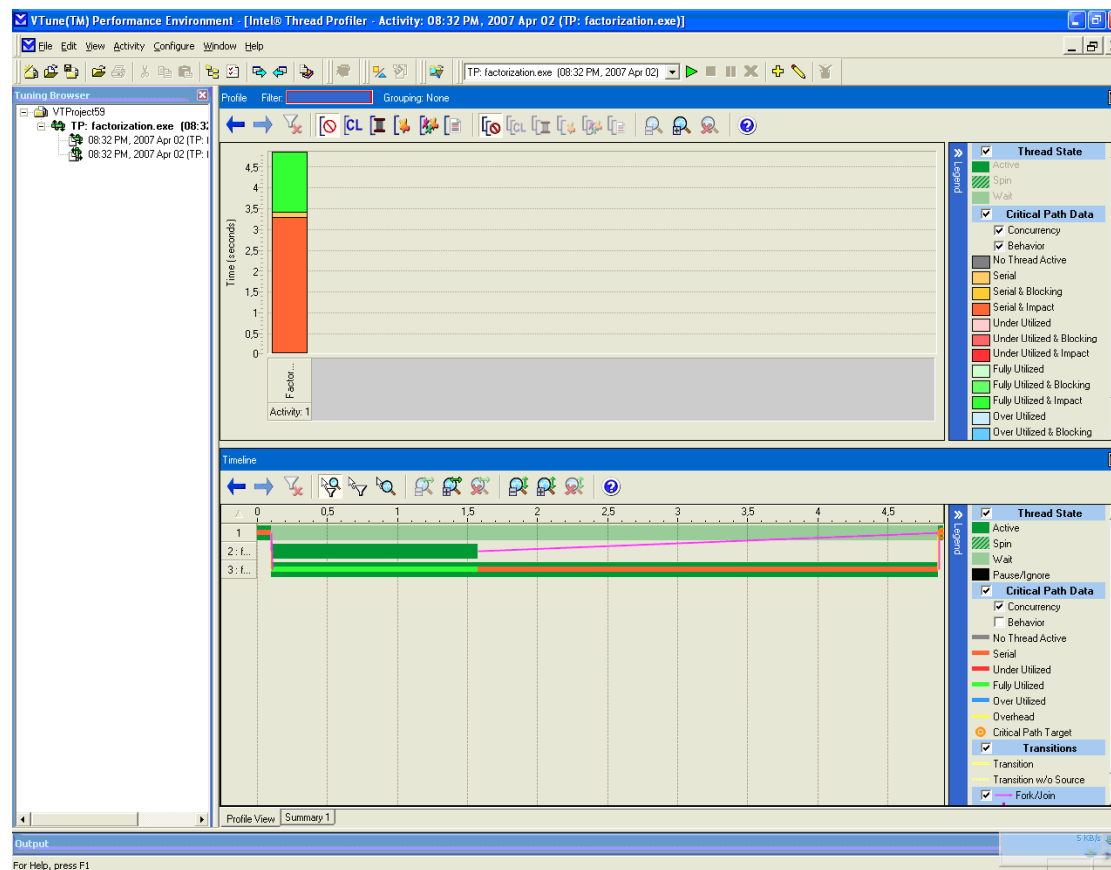 VTune(TM) Performance Environment - [Intel® Thread Profiler - Activity: 08:32 PM, 2007 Apr 02 (TP: factorization.exe)]
File Edit View Activity Configure Window Help
TP: factorization.exe (08:32 PM, 2007 Apr 02)
Tuning Browser
VTProject59
TP: factorization.exe (08:3
08:32 PM, 2007 Apr 02 (TP:
08:32 PM, 2007 Apr 02 (TP:
Profile Filter: Grouping: None
CL CL
Time (seconds)
4,5
4
3,5
3
2,5
2
1,5
1
0,5
0
Factor...
Activity: 1
Legend
Thread State
Active
Spin
Wait
Critical Path Data
Concurrency
Behavior
No Thread Active
Serial
Serial & Blocking
Serial & Impact
Under Utilized
Under Utilized & Blocking
Under Utilized & Impact
Fully Utilized
Fully Utilized & Blocking
Fully Utilized & Impact
Over Utilized
Over Utilized & Blocking
Timeline
0 0,5 1 1,5 2 2,5 3 3,5 4 4,5
1
2 : f...
3 : f...
Legend
Thread State
Active
Spin
Wait
Pause/Ignore
Critical Path Data
Concurrency
Behavior
No Thread Active
Serial
Under Utilized
Fully Utilized
Over Utilized
Overhead
Critical Path Target
Transitions
Transition
Transition w/o Source
Fork/Join
Profile View Summary 1
Output
5 KB/s
For Help, press F1